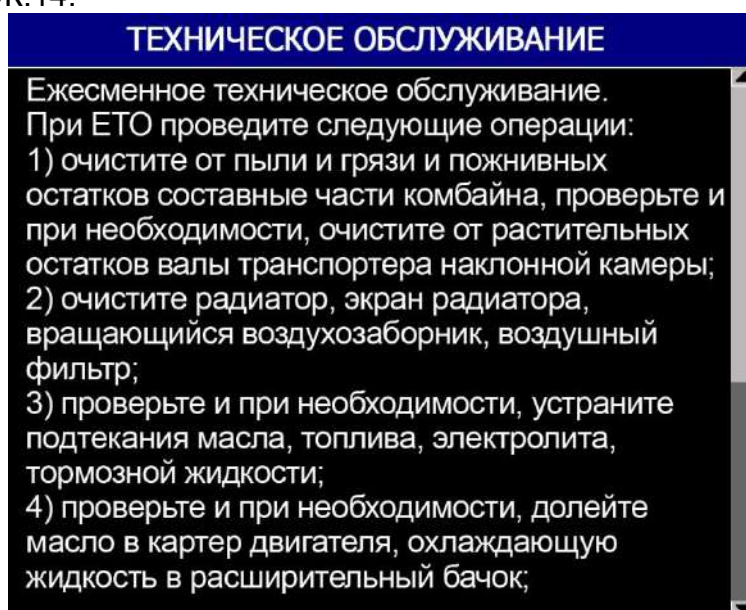 ТЕХНИЧЕСКОЕ ОБСЛУЖИВАНИЕ
Ежесменное техническое обслуживание.
При ЕТО проведите следующие операции:
1) очистите от пыли и грязи и пожнивных
остатков составные части комбайна, проверьте и
при необходимости, очистите от растительных
остатков валы транспортера наклонной камеры;
2) очистите радиатор, экран радиатора,
вращающийся воздухозаборник, воздушный
фильтр;
3) проверьте и при необходимости, устраните
подтекания масла, топлива, электролита,
тормозной жидкости;
4) проверьте и при необходимости, долейте
масло в картер двигателя, охлаждающую
жидкость в расширительный бачок;